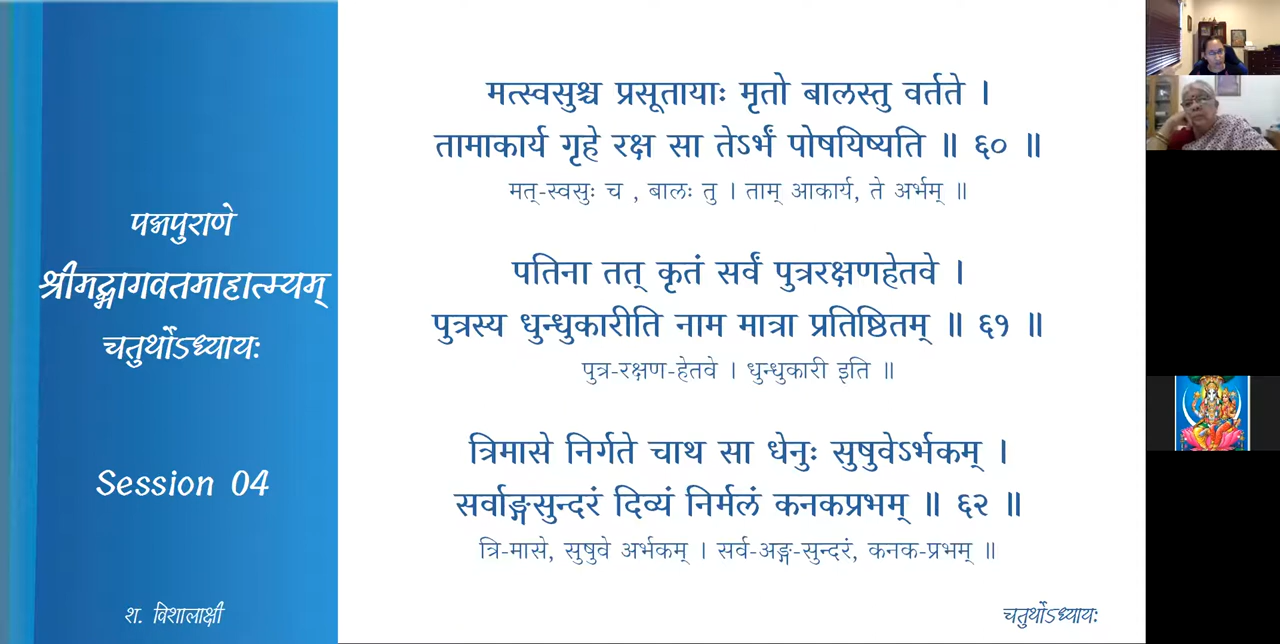 पद्मपुराणे
श्रीमद्भागवतमाहात्म्यम्
चतुर्थोऽध्यायः
Session 04
श. विशालाक्षी
मत्स्वसुश्च प्रसूतायाः मृतो बालस्तु वर्तते ।
तामाकार्य गृहे रक्ष सा तेऽर्भं पोषयिष्यति ॥ ६० ॥
मत्-स्वसुः च , बालः तु । ताम् आकार्य, ते अर्भम् ॥
पतिना तत् कृतं सर्वं पुत्ररक्षणहेतवे ।
पुत्रस्य धुन्धुकारीति नाम मात्रा प्रतिष्ठितम् ॥ ६१ ॥
पुत्र-रक्षण-हेतवे । धुन्धुकारी इति ॥
त्रिमासे निर्गते चाथ सा धेनुः सुषुवेऽर्भकम् ।
सर्वाङ्गसुन्दरं दिव्यं निर्मलं कनकप्रभम् ॥ ६२ ॥
त्रि-मासे, सुषुवे अर्भकम् । सर्व-अङ्ग-सुन्दरं, कनक-प्रभम् ॥
चतुर्थोऽध्यायः